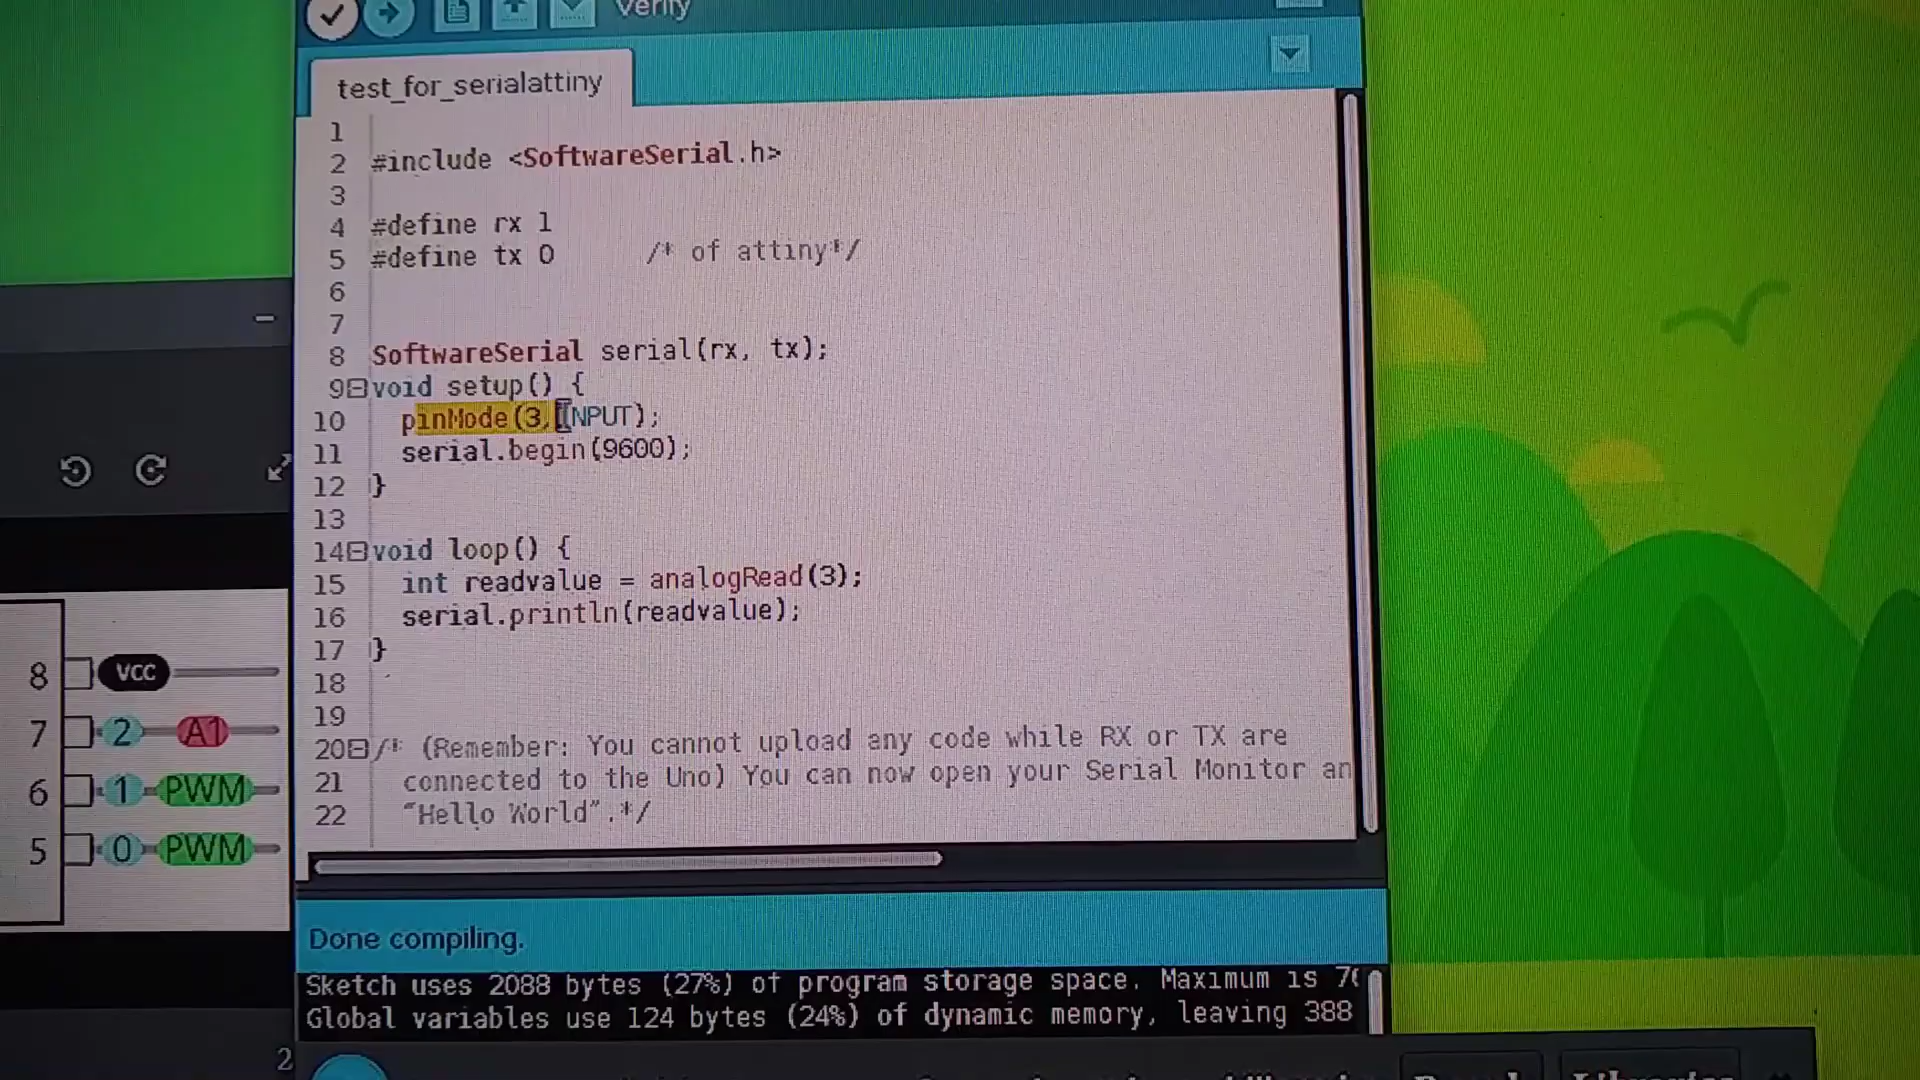 Verify
test_for_serialattiny
1
2 #include <SoftwareSerial.h>
3
4 #define rx 1
5 #define tx 0 /* of attiny*/
6
7
8 SoftwareSerial serial(rx, tx);
9 void setup() {
10 pinMode(3,INPUT);
11 serial.begin(9600);
12 }
13
14 void loop() {
15 int readvalue = analogRead(3);
16 serial.println(readvalue);
17 }
18
19
20 /* (Remember: You cannot upload any code while RX or TX are
21 connected to the Uno) You can now open your Serial Monitor an
22 "Hello World".*/
8 VCC
7 2 A1
6 1 PWM
5 0 PWM
Done compiling.
Sketch uses 2088 bytes (27%) of program storage space. Maximum is
Global variables use 124 bytes (24%) of dynamic memory, leaving 388
2